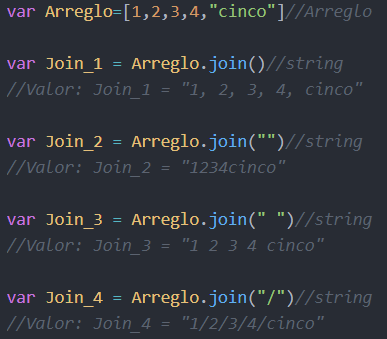 var Arreglo=[1,2,3,4,"cinco"]//Arreglo
var Join_1 = Arreglo.join()//string
//Valor: Join_1 = "1, 2, 3, 4, cinco"
var Join_2 = Arreglo.join("")//string
//Valor: Join_2 = "1234cinco"
var Join_3 = Arreglo.join(" ")//string
//Valor: Join_3 = "1 2 3 4 cinco"
var Join_4 = Arreglo.join("/")//string
//Valor: Join_4 = "1/2/3/4/cinco"